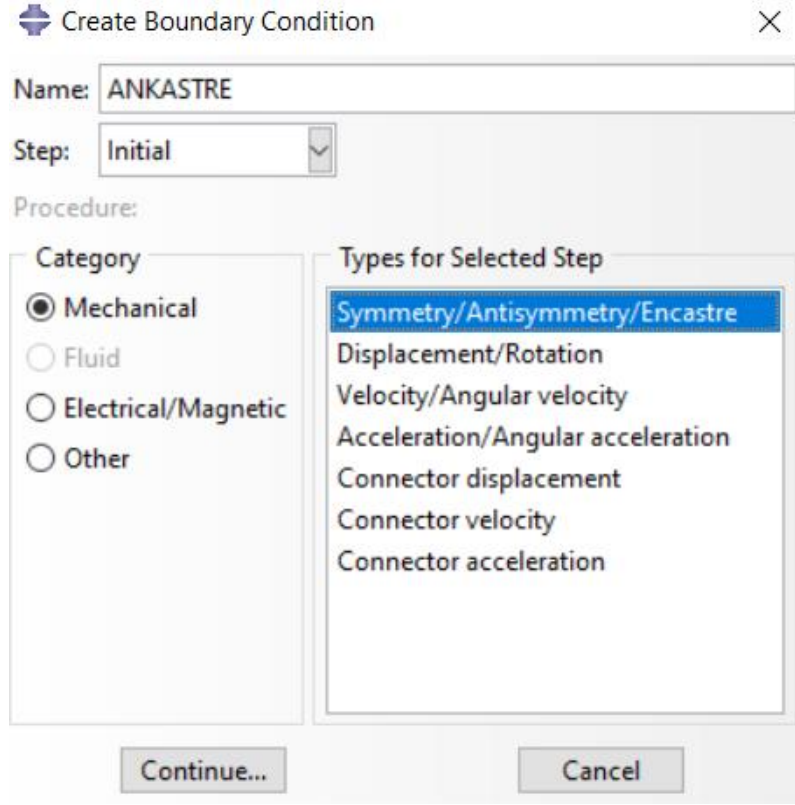 Create Boundary Condition
Name: ANKASTRE
Step: Initial
Procedure:
Category
Mechanical
Fluid
Electrical/Magnetic
Other
Types for Selected Step
Symmetry/Antisymmetry/Encastre
Displacement/Rotation
Velocity/Angular velocity
Acceleration/Angular acceleration
Connector displacement
Connector velocity
Connector acceleration
Continue...
Cancel